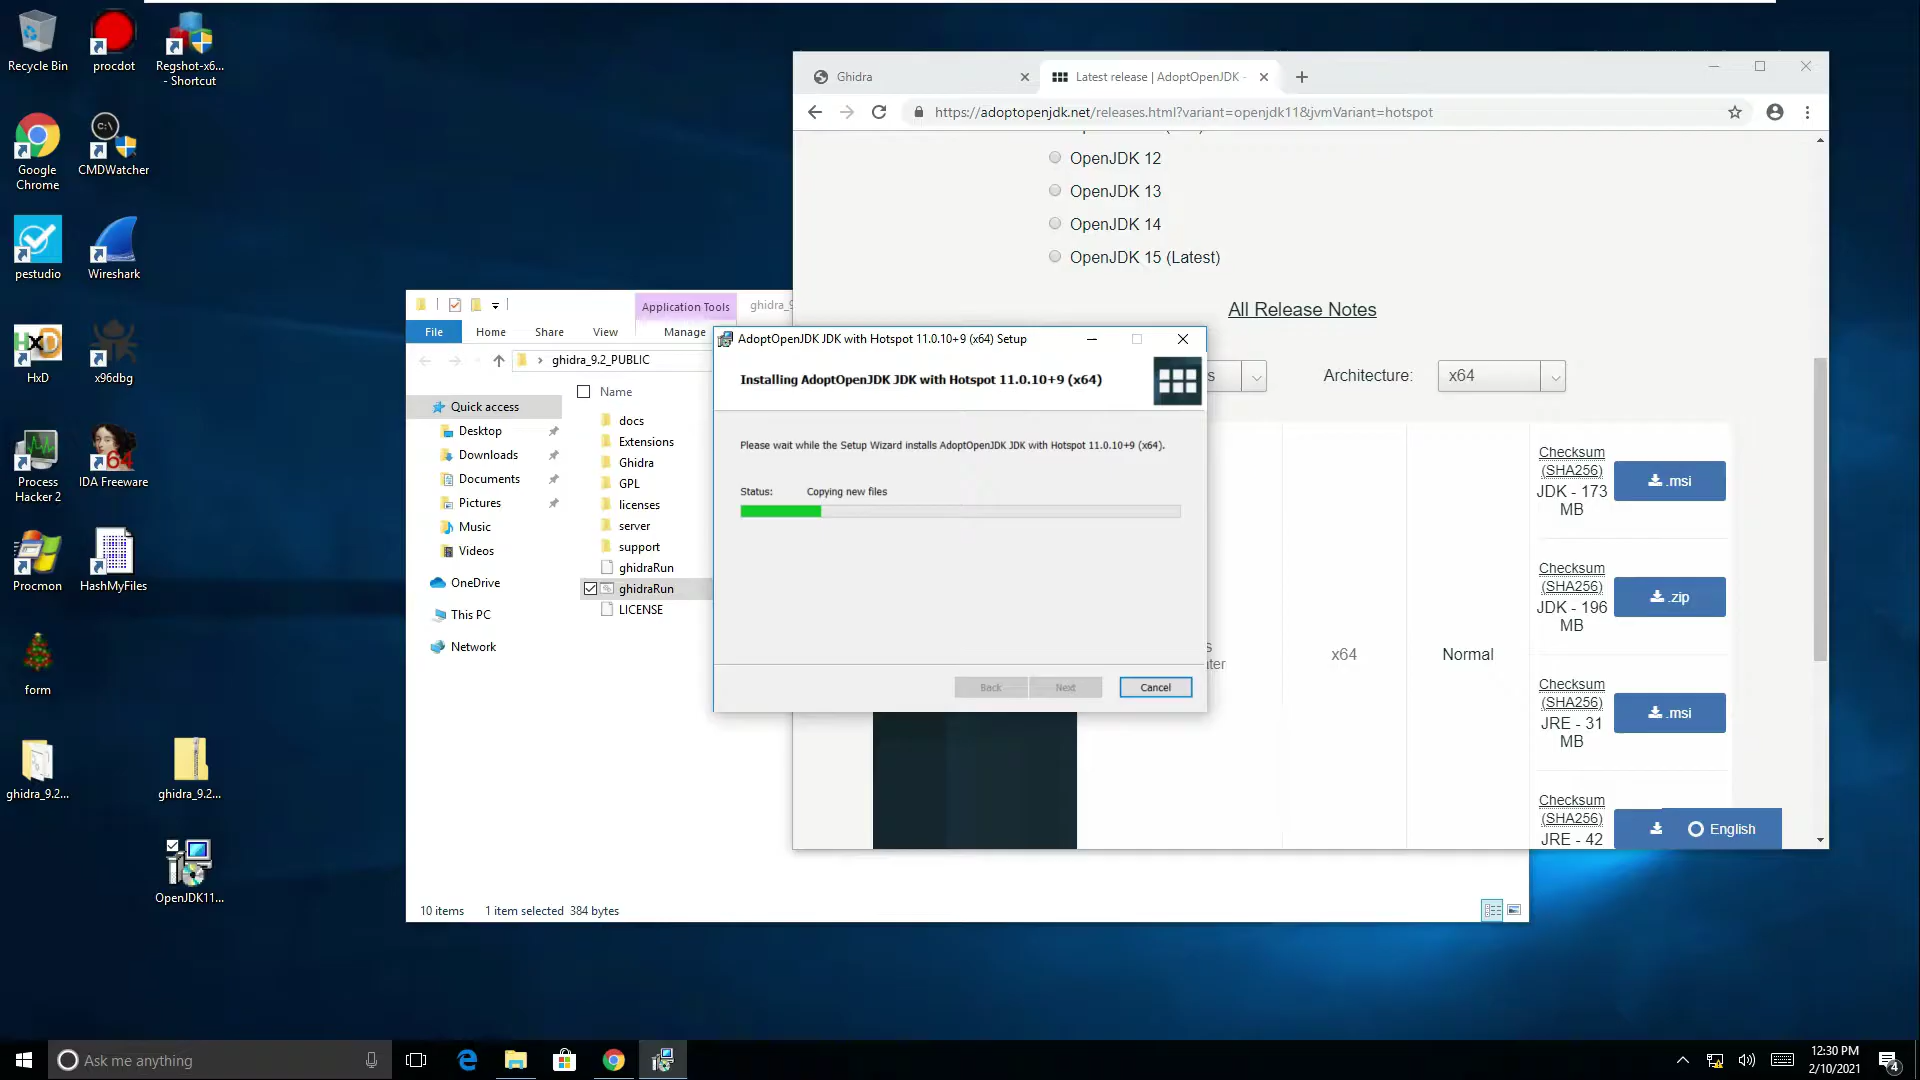 Recycle Bin
procdot
Regshot-x6...
- Shortcut
Google
Chrome
CMDWatcher
pestudio
Wireshark
HxD
x96dbg
Process
Hacker 2
IDA Freeware
64
Procmon
HashMyFiles
form
ghidra_9.2...
ghidra_9.2...
OpenJDK11...
Ghidra
Latest release | AdoptOpenJDK -
https://adoptopenjdk.net/releases.html?variant=openjdk11&jvmVariant=hotspot
OpenJDK 12
OpenJDK 13
OpenJDK 14
OpenJDK 15 (Latest)
All Release Notes
s
Architecture:
x64
Checksum
(SHA256)
JDK - 173
MB
.msi
Checksum
(SHA256)
JDK - 196
MB
.zip
x64
Normal
Checksum
(SHA256)
JRE - 31
MB
.msi
Checksum
(SHA256)
JRE - 42
English
Application Tools
ghidra_9
File
Home
Share
View
Manage
ghidra_9.2_PUBLIC
Name
Quick access
Desktop
Downloads
Documents
Pictures
Music
Videos
OneDrive
This PC
Network
docs
Extensions
Ghidra
GPL
licenses
server
support
ghidraRun
ghidraRun
LICENSE
10 items
1 item selected 384 bytes
AdoptOpenJDK JDK with Hotspot 11.0.10+9 (x64) Setup
Installing AdoptOpenJDK JDK with Hotspot 11.0.10+9 (x64)
Please wait while the Setup Wizard installs AdoptOpenJDK JDK with Hotspot 11.0.10+9 (x64).
Status:
Copying new files
Back
Next
Cancel
Ask me anything
12:30 PM
2/10/2021
4